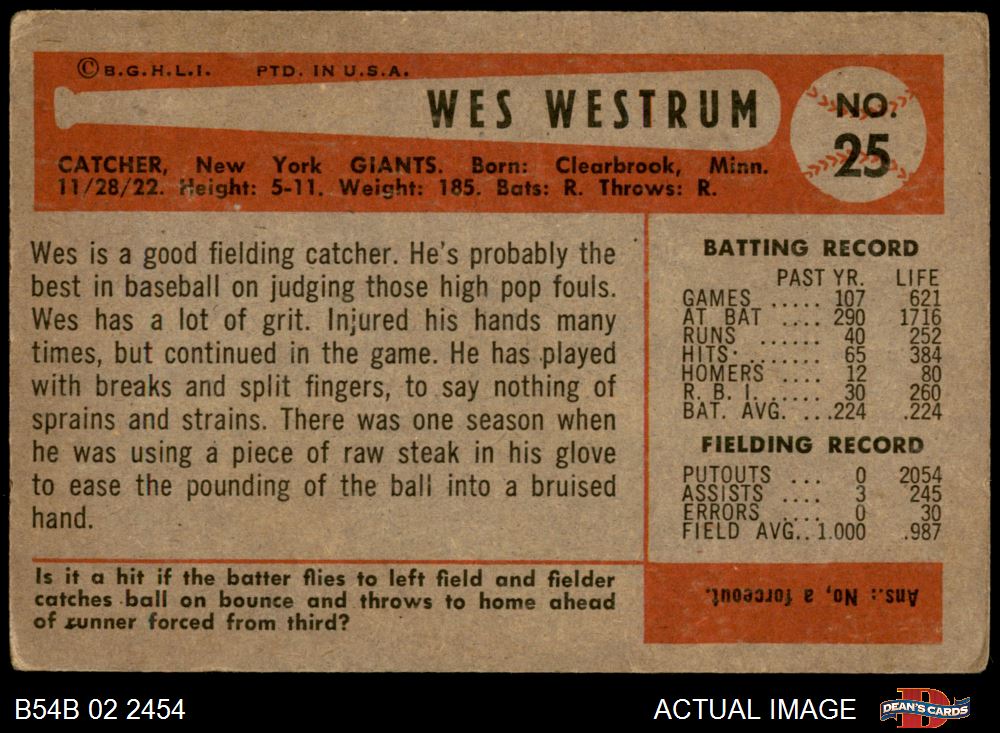 ©B.G.H.L.I. PTD. IN U.S.A.
WES WESTRUM
NO.
25
CATCHER, New York GIANTS. Born: Clearbrook, Minn.
11/28/22. Height: 5-11. Weight: 185. Bats: R. Throws: R.
Wes is a good fielding catcher. He's probably the
best in baseball on judging those high pop fouls.
Wes has a lot of grit. Injured his hands many
times, but continued in the game. He has played
with breaks and split fingers, to say nothing of
sprains and strains. There was one season when
he was using a piece of raw steak in his glove
to ease the pounding of the ball into a bruised
hand.
BATTING RECORD
PAST YR. LIFE
GAMES ..... 107 621
AT BAT .... 290 1716
RUNS ...... 40 252
HITS ....... 65 384
HOMERS .... 12 80
R. B. I. ..... 30 260
BAT. AVG. ...224 .224
FIELDING RECORD
PUTOUTS ... 0 2054
ASSISTS .... 3 245
ERRORS .... 0 30
FIELD AVG.. 1.000 .987
Is it a hit if the batter flies to left field and fielder
catches ball on bounce and throws to home ahead
of runner forced from third?
Ans.: No, a forceout.
B54B 02 2454
ACTUAL IMAGE
D
DEAN'S CARDS